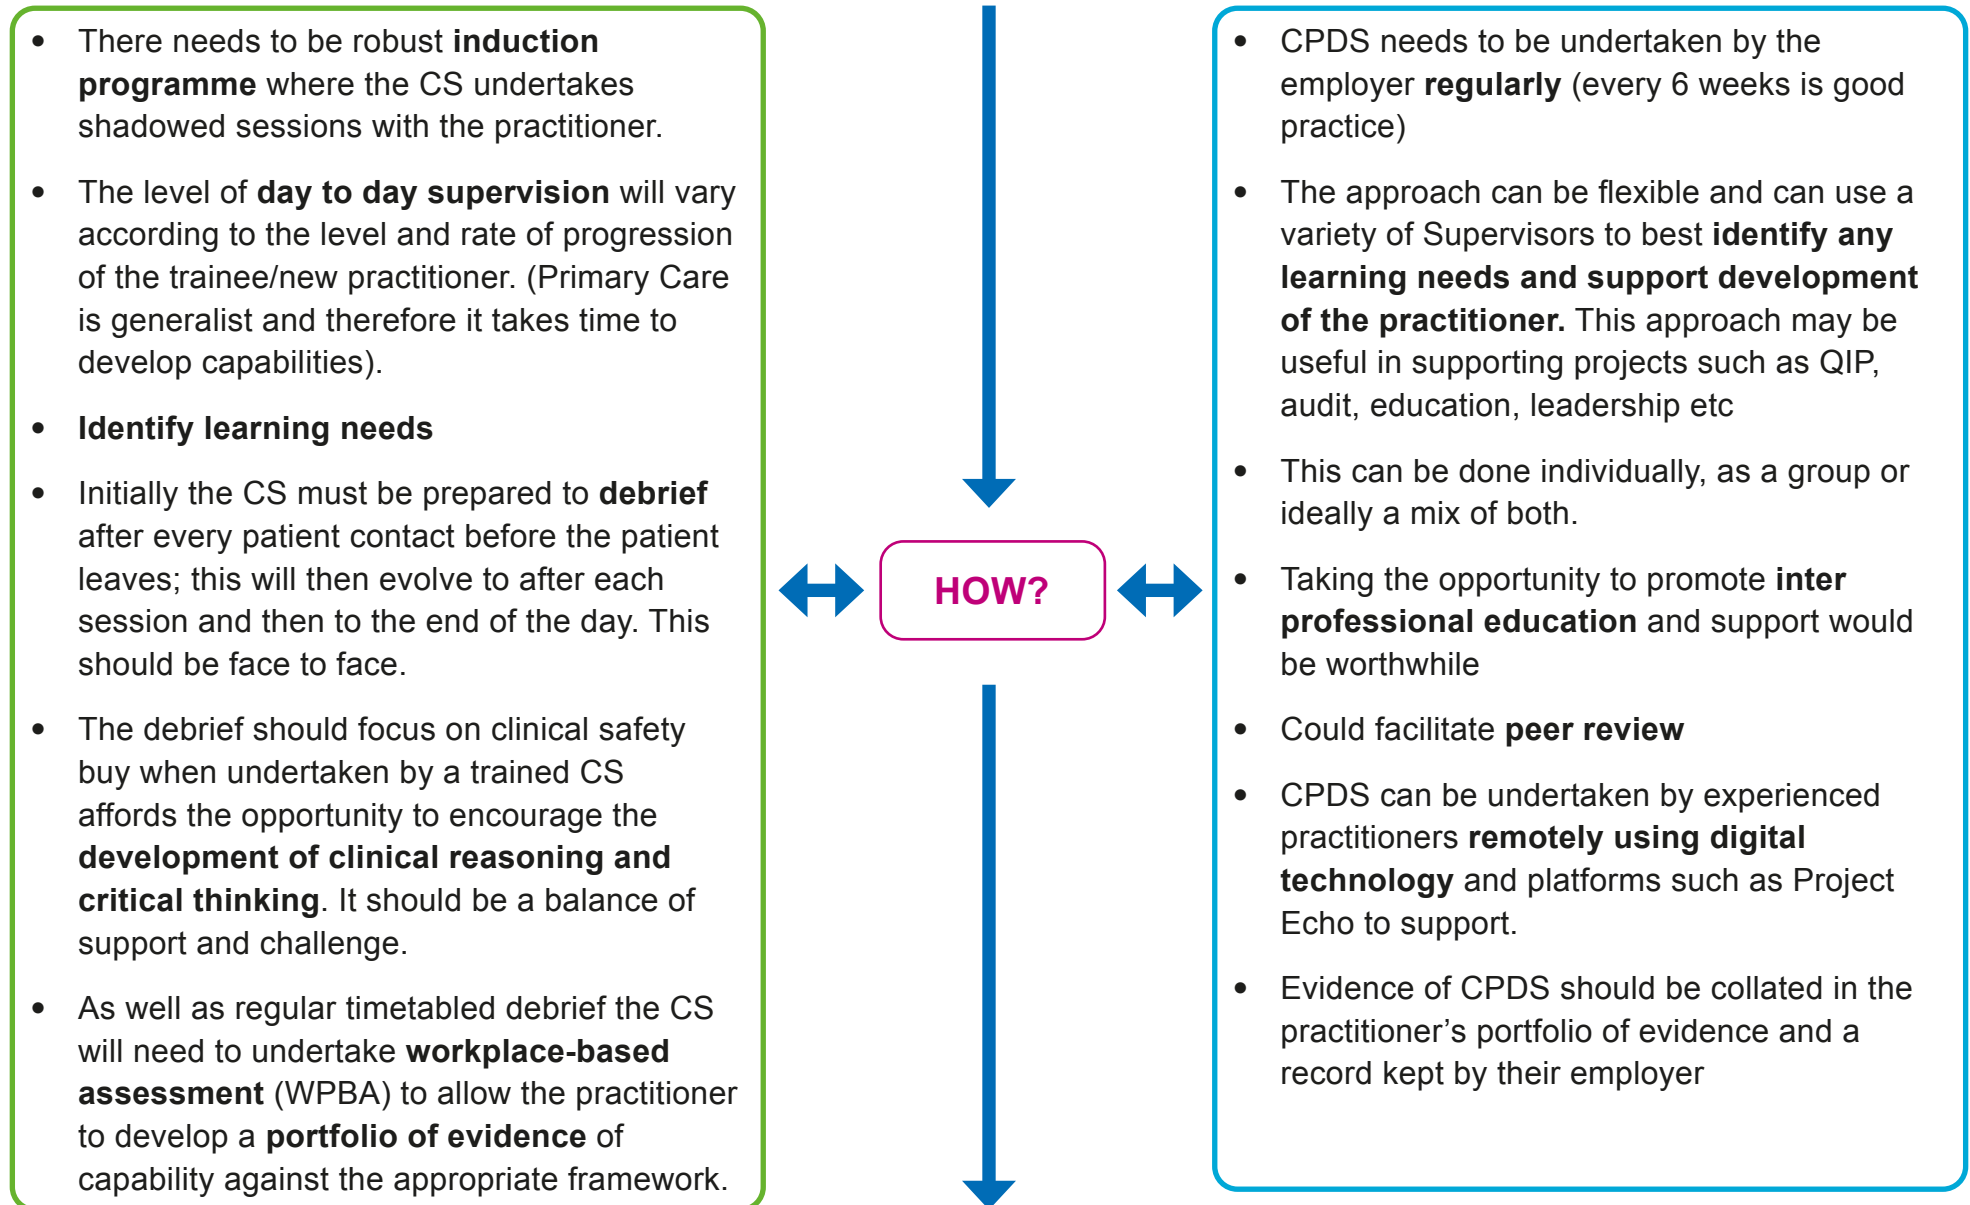 • There needs to be robust induction
programme where the CS undertakes
shadowed sessions with the practitioner.
• The level of day to day supervision will vary
according to the level and rate of progression
of the trainee/new practitioner. (Primary Care
is generalist and therefore it takes time to
develop capabilities).
• Identify learning needs
• Initially the CS must be prepared to debrief
after every patient contact before the patient
leaves; this will then evolve to after each
session and then to the end of the day. This
should be face to face.
• The debrief should focus on clinical safety
buy when undertaken by a trained CS
affords the opportunity to encourage the
development of clinical reasoning and
critical thinking. It should be a balance of
support and challenge.
• As well as regular timetabled debrief the CS
will need to undertake workplace-based
assessment (WPBA) to allow the practitioner
to develop a portfolio of evidence of
capability against the appropriate framework.
HOW?
• CPDS needs to be undertaken by the
employer regularly (every 6 weeks is good
practice)
• The approach can be flexible and can use a
variety of Supervisors to best identify any
learning needs and support development
of the practitioner. This approach may be
useful in supporting projects such as QIP,
audit, education, leadership etc
• This can be done individually, as a group or
ideally a mix of both.
• Taking the opportunity to promote inter
professional education and support would
be worthwhile
• Could facilitate peer review
• CPDS can be undertaken by experienced
practitioners remotely using digital
technology and platforms such as Project
Echo to support.
• Evidence of CPDS should be collated in the
practitioner’s portfolio of evidence and a
record kept by their employer